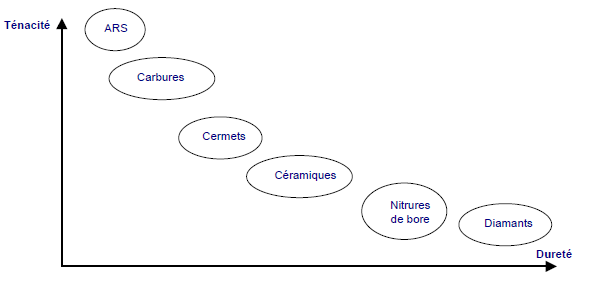 Ténacité
ARS
Carbures
Cermets
Céramiques
Nitrures
de bore
Diamants
Dureté